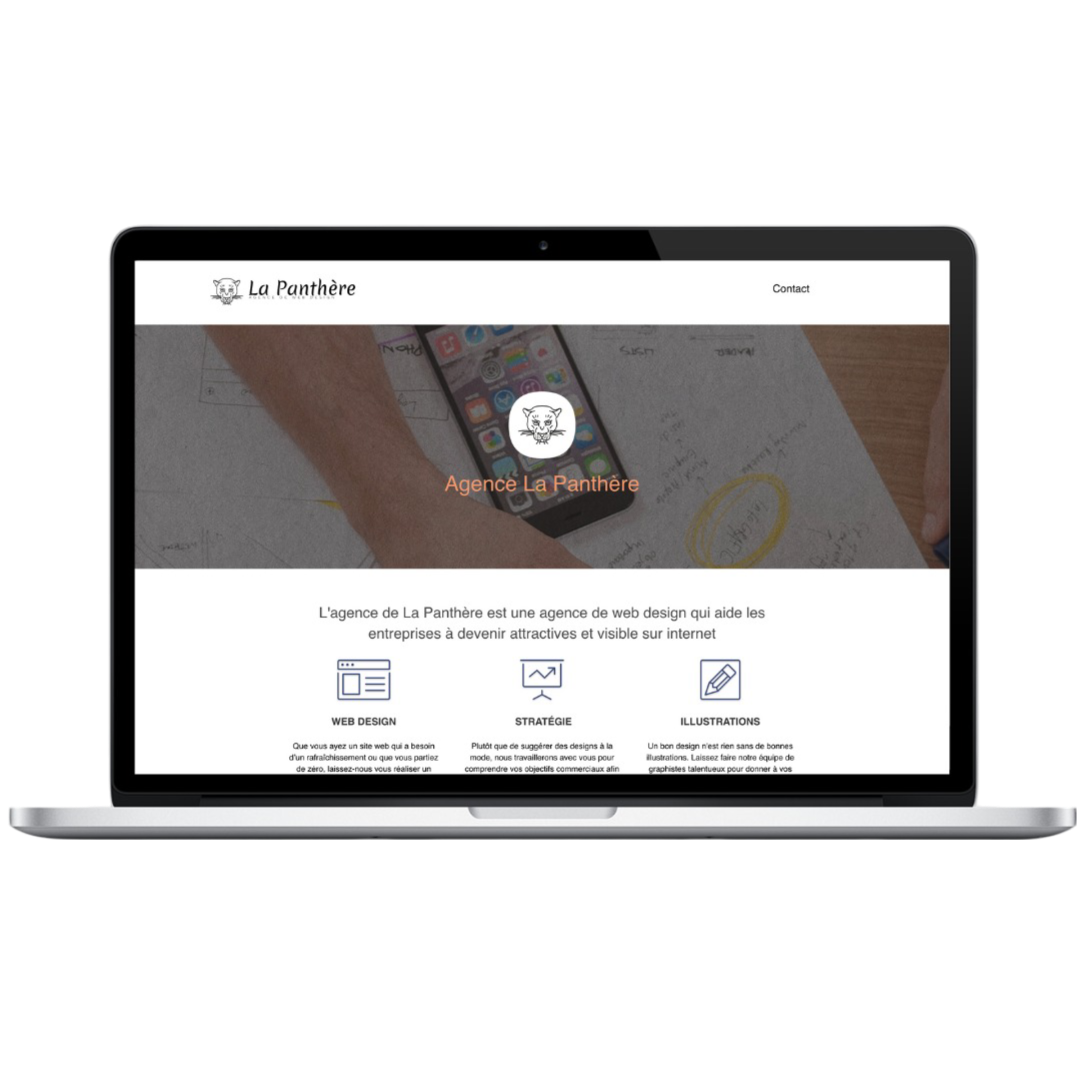 La Panthère
AGENCE DE WEB DESIGN
Contact
USERS
Agence La Panthère
L'agence de La Panthère est une agence de web design qui aide les
entreprises à devenir attractives et visible sur internet
WEB DESIGN
STRATÉGIE
ILLUSTRATIONS
Que vous ayez un site web qui a besoin
d'un rafraîchissement ou que vous partiez
de zéro, laissez-nous vous réaliser un
Plutôt que de suggérer des designs à la
mode, nous travaillerons avec vous pour
comprendre vos objectifs commerciaux afin
Un bon design n'est rien sans de bonnes
illustrations. Laissez faire notre équipe de
graphistes talentueux pour donner à vos